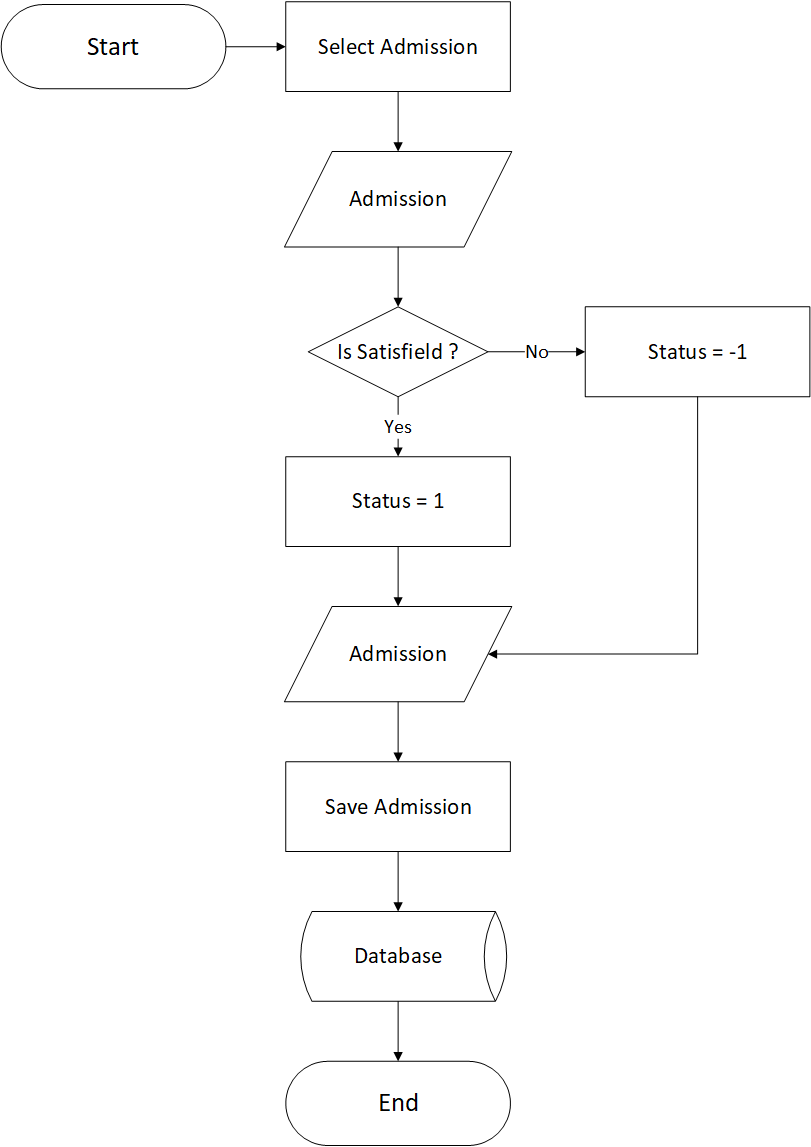 Start
Select Admission
Admission
Is Satisfield ?
No
Status = -1
Yes
Status = 1
Admission
Save Admission
Database
End